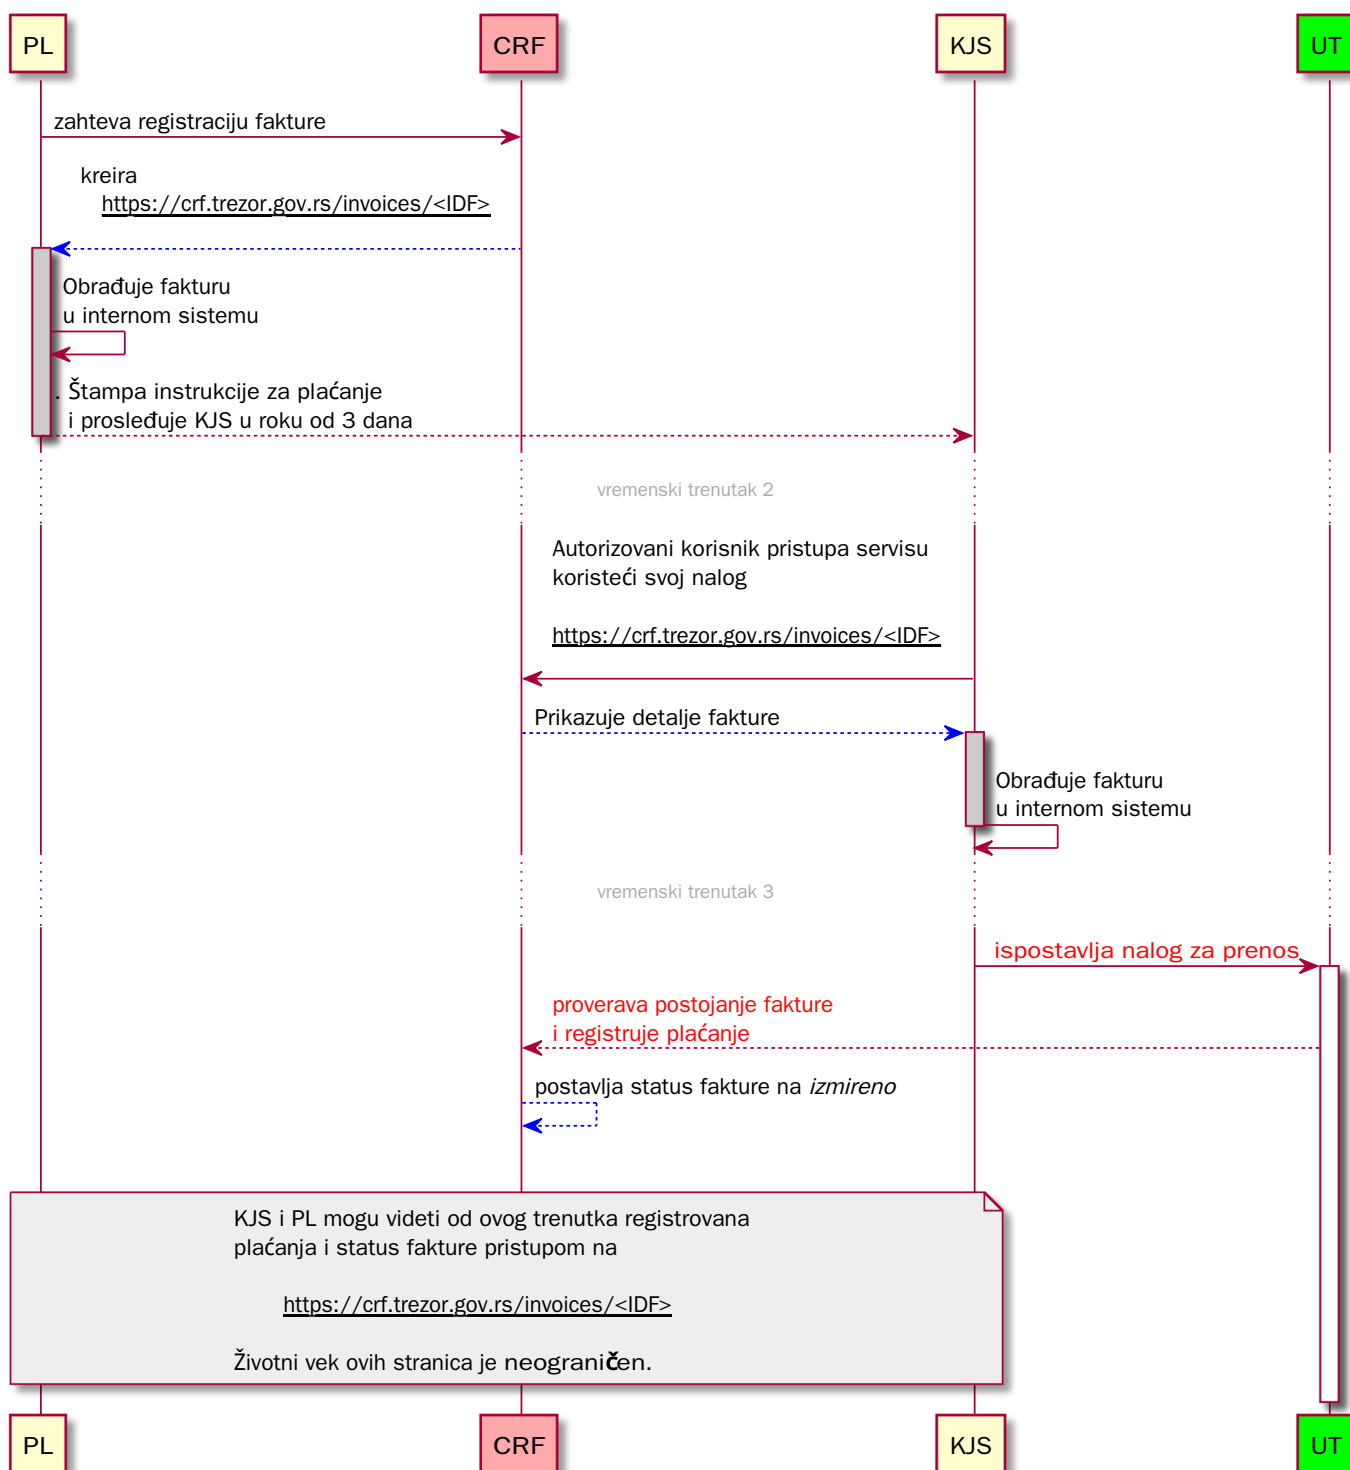 PL
CRF
KJS
UT
zahteva registraciju fakture
kreira
https://crf.trezor.gov.rs/invoices/<IDF>
Obrađuje fakturu
u internom sistemu
. Štampa instrukcije za plaćanje
i prosleđuje KJS u roku od 3 dana
vremenski trenutak 2
Autorizovani korisnik pristupa servisu
koristeći svoj nalog
https://crf.trezor.gov.rs/invoices/<IDF>
Prikazuje detalje fakture
Obrađuje fakturu
u internom sistemu
vremenski trenutak 3
ispostavlja nalog za prenos
proverava postojanje fakture
i registruje plaćanje
postavlja status fakture na izmireno
KJS i PL mogu videti od ovog trenutka registrovana
plaćanja i status fakture pristupom na
https://crf.trezor.gov.rs/invoices/<IDF>
Životni vek ovih stranica je neograničen.
PL
CRF
KJS
UT